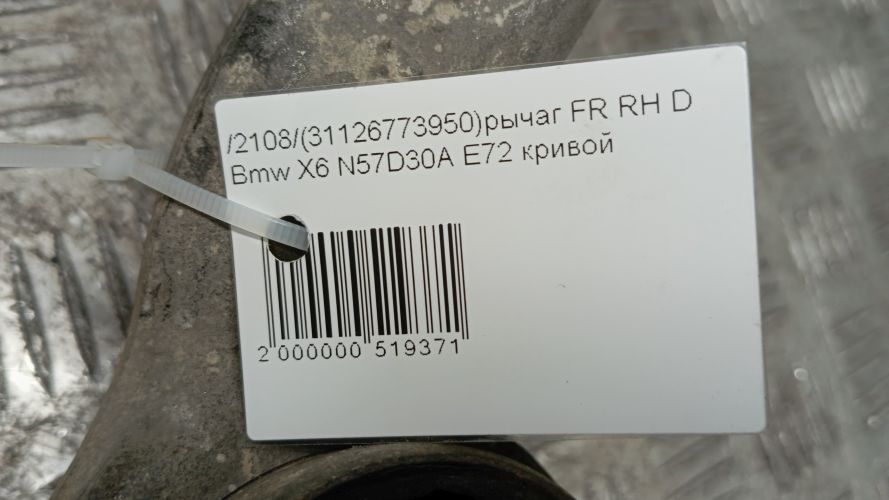 /2108/(31126773950)рычаг FR RH D
Bmw X6 N57D30A E72 кривой
2 000000 519371